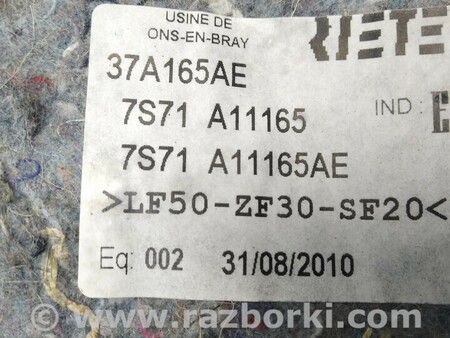 USINE DE
ONS-EN-BRAY
RIETE
37A165AE
7S71 A11165
IND : E
7S71 A11165AE
>LF50-ZF30-SF20<
Eq: 002 31/08/2010
© www.razborki.com